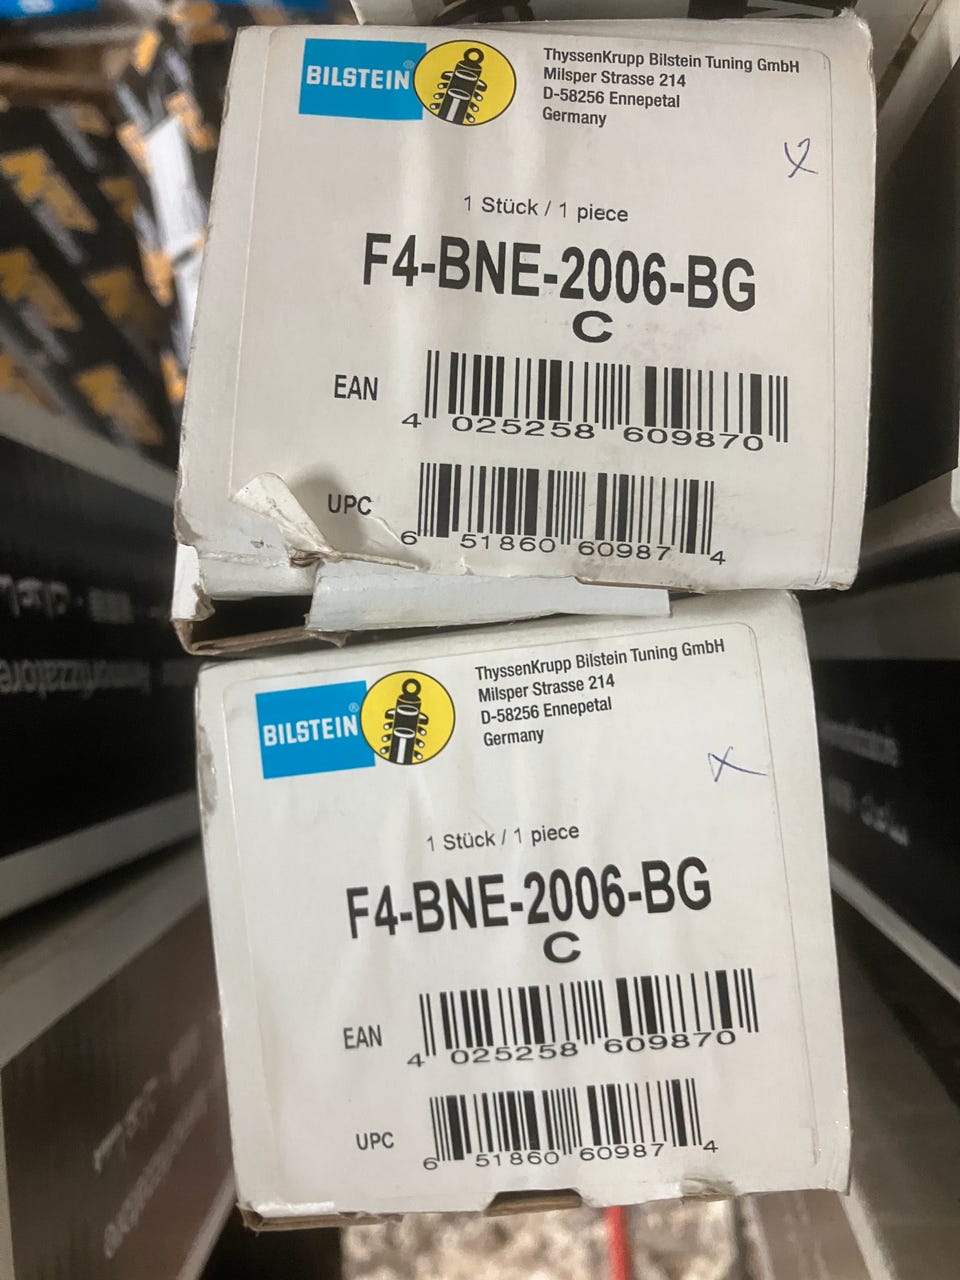 BILSTEIN®
ThyssenKrupp Bilstein Tuning GmbH
Milsper Strasse 214
D-58256 Ennepetal
Germany
1 Stück / 1 piece
F4-BNE-2006-BG
C
EAN
4 025258 609870
UPC
6 51860 60987 4
BILSTEIN®
ThyssenKrupp Bilstein Tuning GmbH
Milsper Strasse 214
D-58256 Ennepetal
Germany
1 Stück / 1 piece
F4-BNE-2006-BG
C
EAN
4 025258 609870
UPC
6 51860 60987 4